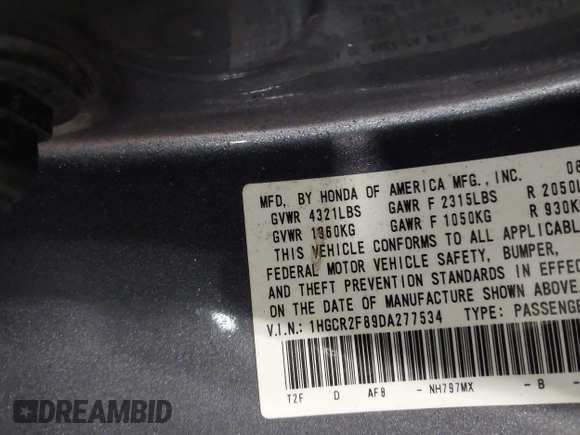 MFD. BY HONDA OF AMERICA MFG., INC. 08
GVWR 4321LBS GAWR F 2315LBS R 2050L
GVWR 1960KG GAWR F 1050KG R 930K
THIS VEHICLE CONFORMS TO ALL APPLICABL
FEDERAL MOTOR VEHICLE SAFETY, BUMPER,
AND THEFT PREVENTION STANDARDS IN EFFEC
ON THE DATE OF MANUFACTURE SHOWN ABOVE.
V.I.N.: 1HGCR2F89DA277534 TYPE: PASSENGE
T2F D AF8 - NH797MX - B -
DREAMBID